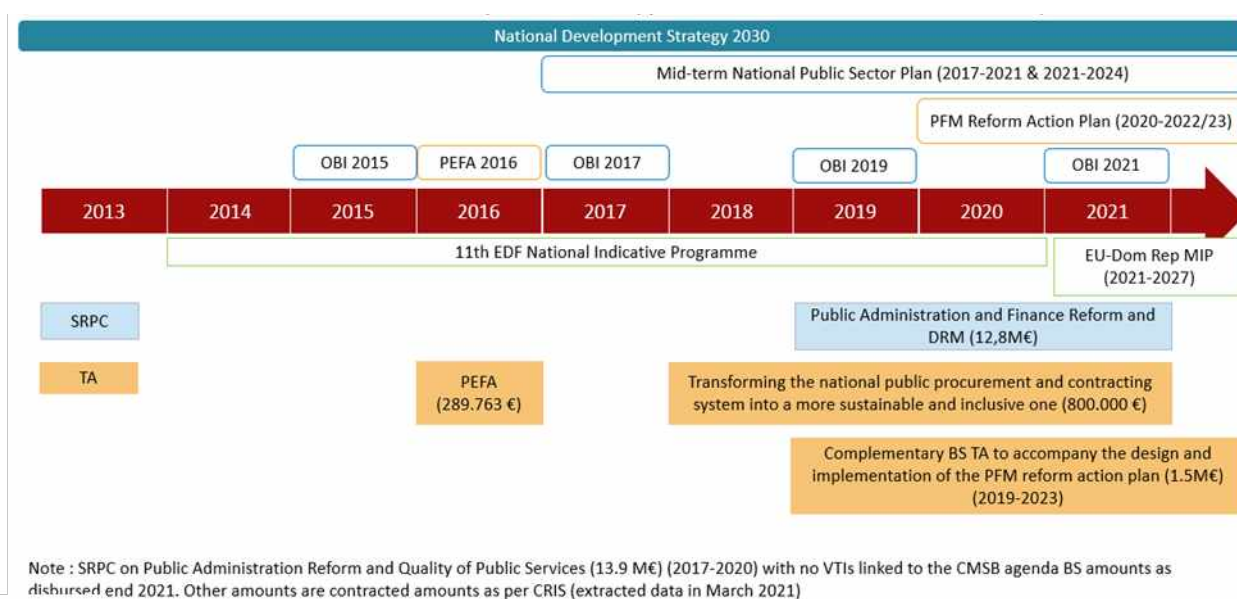 National Development Strategy 2030
Mid-term National Public Sector Plan (2017-2021 & 2021-2024)
PFM Reform Action Plan (2020-2022/23)
OBI 2015
PEFA 2016
OBI 2017
OBI 2019
OBI 2021
2013
2014
2015
2016
2017
2018
2019
2020
2021
11th EDF National Indicative Programme
EU-Dom Rep MIP
(2021-2027)
SRPC
Public Administration and Finance Reform and
DRM (12,8M€)
TA
PEFA
(289.763 €)
Transforming the national public procurement and contracting
system into a more sustainable and inclusive one (800.000 €)
Complementary BS TA to accompany the design and
implementation of the PFM reform action plan (1.5M€)
(2019-2023)
Note : SRPC on Public Administration Reform and Quality of Public Services (13.9 M€) (2017-2020) with no VTIs linked to the CMSB agenda BS amounts as
disbursed end 2021. Other amounts are contracted amounts as per CRIS (extracted data in March 2021)